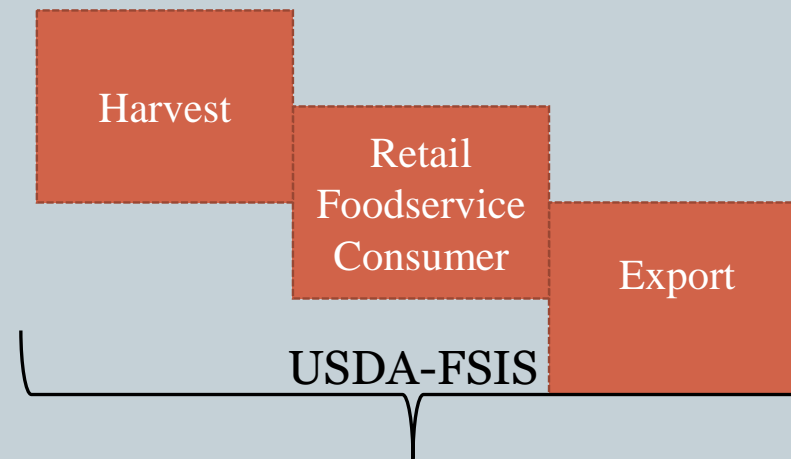 Harvest
Retail
Foodservice
Consumer
Export
USDA-FSIS